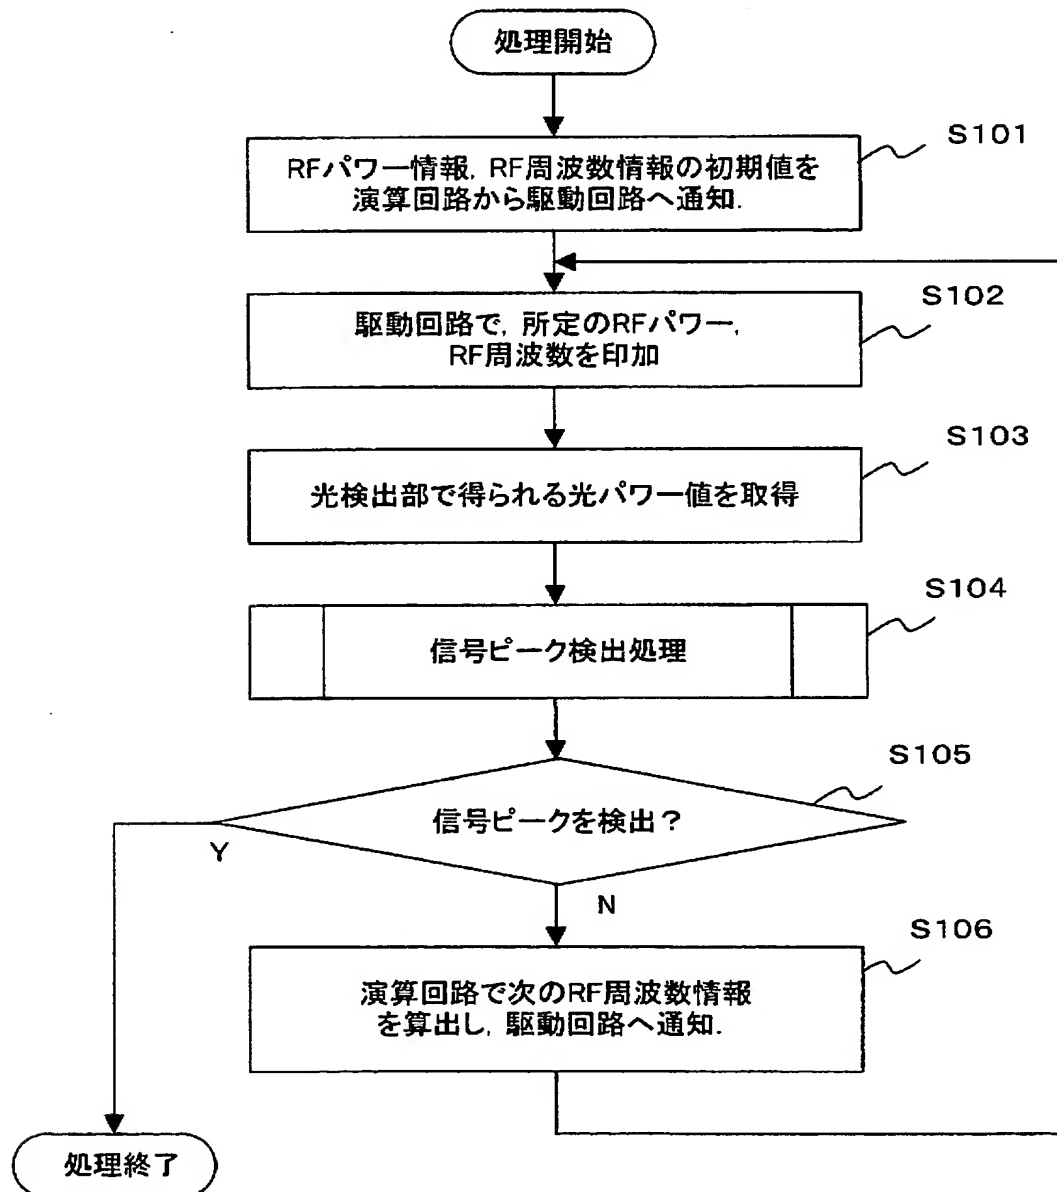 処理開始
S101
RFパワー情報, RF周波数情報の初期値を
演算回路から駆動回路へ通知.
S102
駆動回路で, 所定のRFパワー,
RF周波数を印加
S103
光検出部で得られる光パワー値を取得
S104
信号ピーク検出処理
S105
信号ピークを検出？
Y
N
S106
演算回路で次のRF周波数情報
を算出し, 駆動回路へ通知.
処理終了